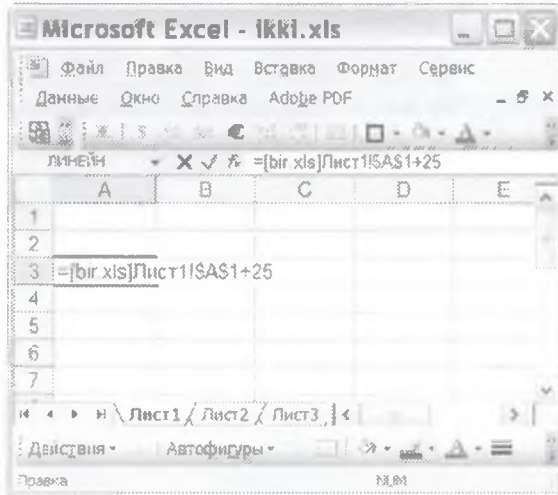 Microsoft Excel - ikki.xls
Файл Правка Вид Вставка Формат Сервис
Данные Окно Справка Adobe PDF
ЛИНЕЙН =[bir.xls]Лист1!$A$1+25
A B C D E
1
2
3 =[bir.xls]Лист1!$A$1+25
4
5
6
7
Лист1 Лист2 Лист3
Действия Автофигуры
Правка NUM